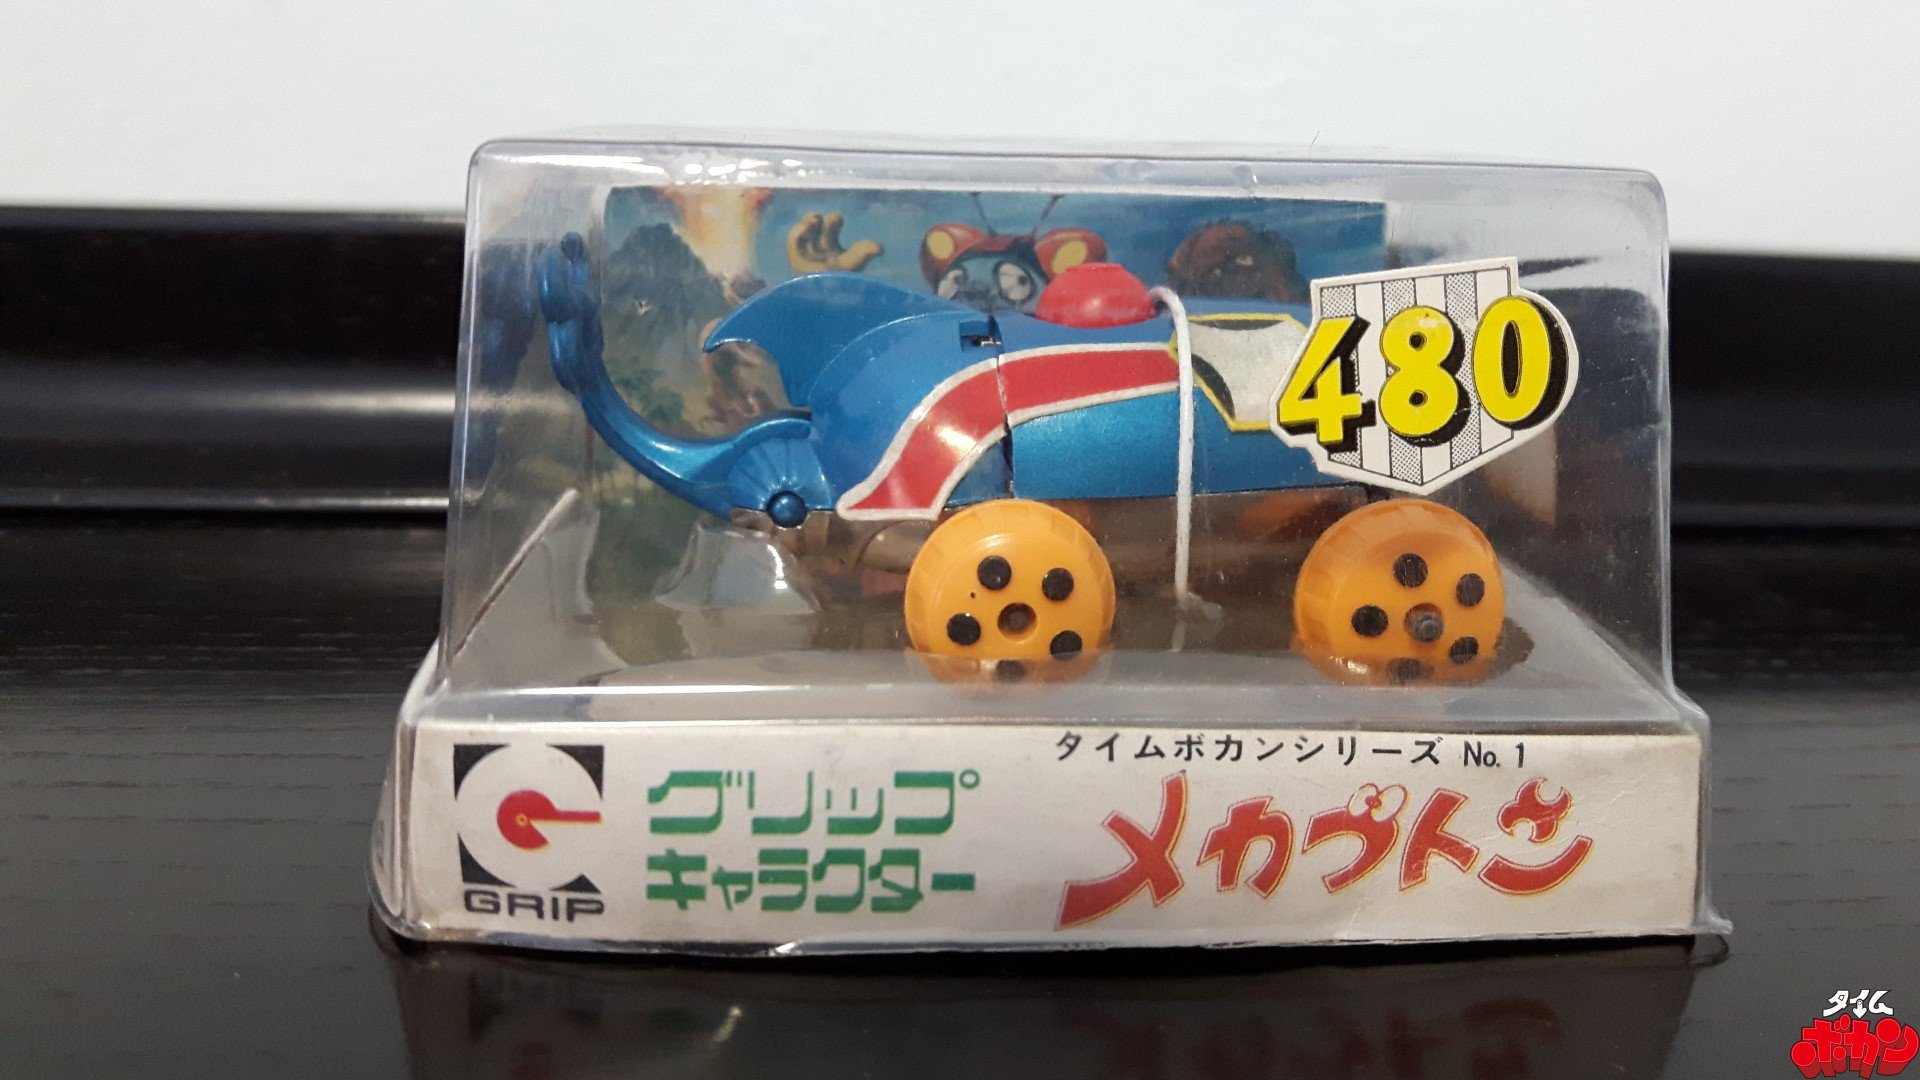 480
タイムボカンシリーズ No.1
GRIP
グリップ
キャラクター
メカブトン
タイム
ボカン